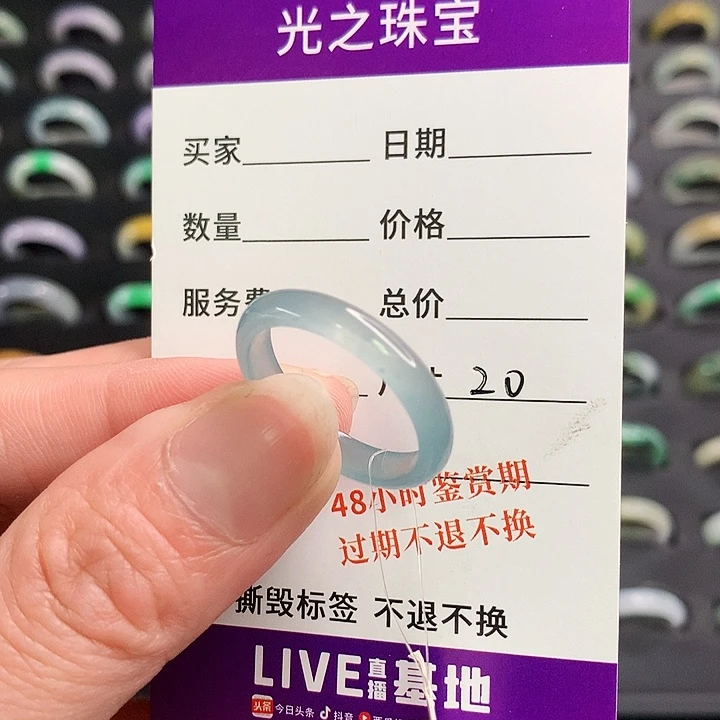 光之珠宝
买家 日期
数量 价格
服务费 总价
20
48小时鉴赏期
过期不退不换
撕毁标签 不退不换
LIVE直播基地
头条 今日头条 抖音